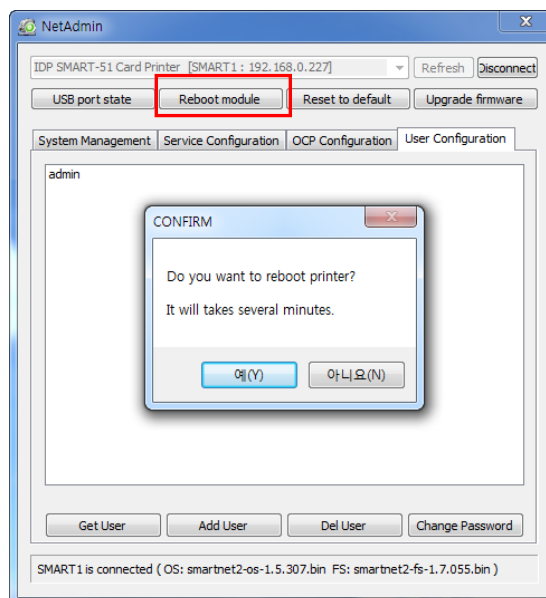 NetAdmin
IDP SMART-51 Card Printer [SMART1 : 192.168.0.227] Refresh Disconnect
USB port state Reboot module Reset to default Upgrade firmware
System Management Service Configuration OCP Configuration User Configuration
admin
CONFIRM
Do you want to reboot printer?
It will takes several minutes.
예(Y) 아니요(N)
Get User Add User Del User Change Password
SMART1 is connected ( OS: smartnet2-os-1.5.307.bin FS: smartnet2-fs-1.7.055.bin )